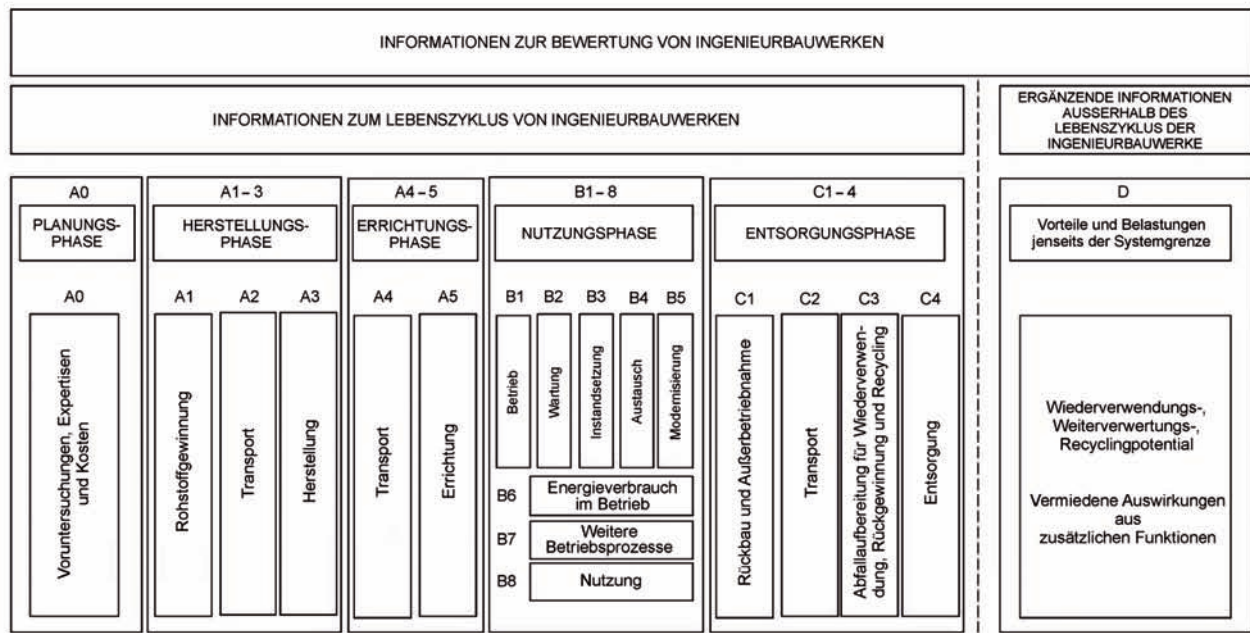 INFORMATIONEN ZUR BEWERTUNG VON INGENIEURBAUWERKEN
INFORMATIONEN ZUM LEBENSZYKLUS VON INGENIEURBAUWERKEN
ERGÄNZENDE INFORMATIONEN
AUSSERHALB DES
LEBENSZYKLUS DER
INGENIEURBAUWERKE
A0
PLANUNGS-
PHASE
A0
Voruntersuchungen, Expertisen
und Kosten
A1–3
HERSTELLUNGS-
PHASE
A1
Rohstoffgewinnung
A2
Transport
A3
Herstellung
A4–5
ERRICHTUNGS-
PHASE
A4
Transport
A5
Errichtung
B1–8
NUTZUNGSPHASE
B1
Betrieb
B2
Wartung
B3
Instandsetzung
B4
Austausch
B5
Modernisierung
B6
Energieverbrauch
im Betrieb
B7
Weitere
Betriebsprozesse
B8
Nutzung
C1–4
ENTSORGUNGSPHASE
C1
Rückbau und Außerbetriebnahme
C2
Transport
C3
Abfallaufbereitung für Wiederverwen-
dung, Rückgewinnung und Recycling
C4
Entsorgung
D
Vorteile und Belastungen
jenseits der Systemgrenze
Wiederverwendungs-,
Weiterverwertungs-,
Recyclingpotential
Vermiedene Auswirkungen
aus
zusätzlichen Funktionen